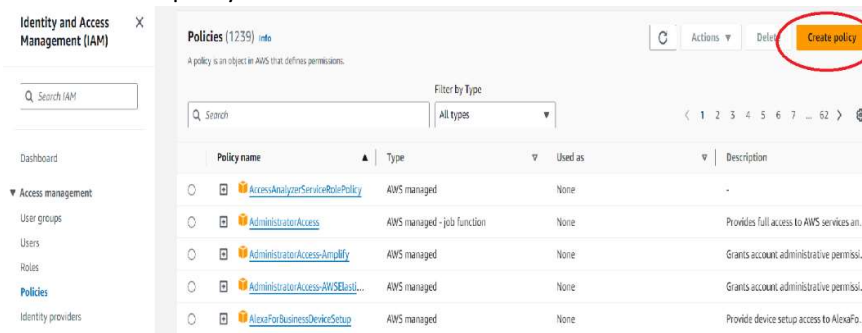 Identity and Access
Management (IAM)
Search IAM
Dashboard
Access management
User groups
Users
Roles
Policies
Identity providers
Policies (1239) Info
Actions
Delete
Create policy
A policy is an object in AWS that defines permissions.
Filter by Type
Search
All types
1 2 3 4 5 6 7 ... 62
Policy name Type Used as Description
AccessAnalyzerServiceRolePolicy AWS managed None -
AdministratorAccess AWS managed - job function None Provides full access to AWS services an...
AdministratorAccess-Amplify AWS managed None Grants account administrative permissi...
AdministratorAccess-AWSElasti... AWS managed None Grants account administrative permissi...
AlexaForBusinessDeviceSetup AWS managed None Provide device setup access to AlexaFo...